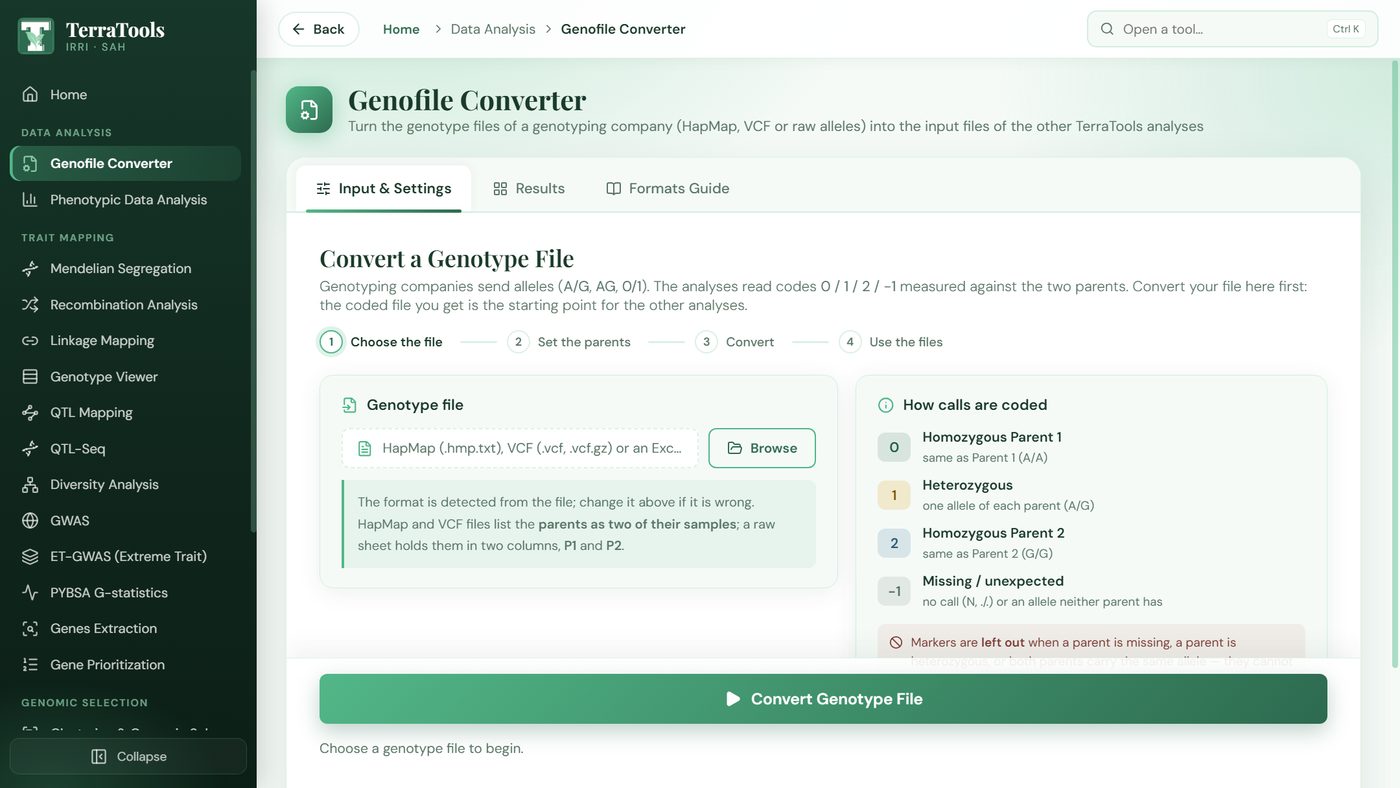 TerraTools
IRRI · SAH
Home
DATA ANALYSIS
Genofile Converter
Phenotypic Data Analysis
TRAIT MAPPING
Mendelian Segregation
Recombination Analysis
Linkage Mapping
Genotype Viewer
QTL Mapping
QTL-Seq
Diversity Analysis
GWAS
ET-GWAS (Extreme Trait)
PYBSA G-statistics
Genes Extraction
Gene Prioritization
GENOMIC SELECTION
Collapse
Back
Home > Data Analysis > Genofile Converter
Open a tool...
Ctrl K
Genofile Converter
Turn the genotype files of a genotyping company (HapMap, VCF or raw alleles) into the input files of the other TerraTools analyses
Input & Settings
Results
Formats Guide
Convert a Genotype File
Genotyping companies send alleles (A/G, AG, 0/1). The analyses read codes 0 / 1 / 2 / −1 measured against the two parents. Convert your file here first:
the coded file you get is the starting point for the other analyses.
1 Choose the file
2 Set the parents
3 Convert
4 Use the files
Genotype file
HapMap (.hmp.txt), VCF (.vcf, .vcf.gz) or an Exc...
Browse
The format is detected from the file; change it above if it is wrong.
HapMap and VCF files list the parents as two of their samples; a raw
sheet holds them in two columns, P1 and P2.
How calls are coded
0
Homozygous Parent 1
same as Parent 1 (A/A)
1
Heterozygous
one allele of each parent (A/G)
2
Homozygous Parent 2
same as Parent 2 (G/G)
−1
Missing / unexpected
no call (N, ./.) or an allele neither parent has
Markers are left out when a parent is missing, a parent is
heterozygous, or both parents carry the same allele — they cannot
Convert Genotype File
Choose a genotype file to begin.